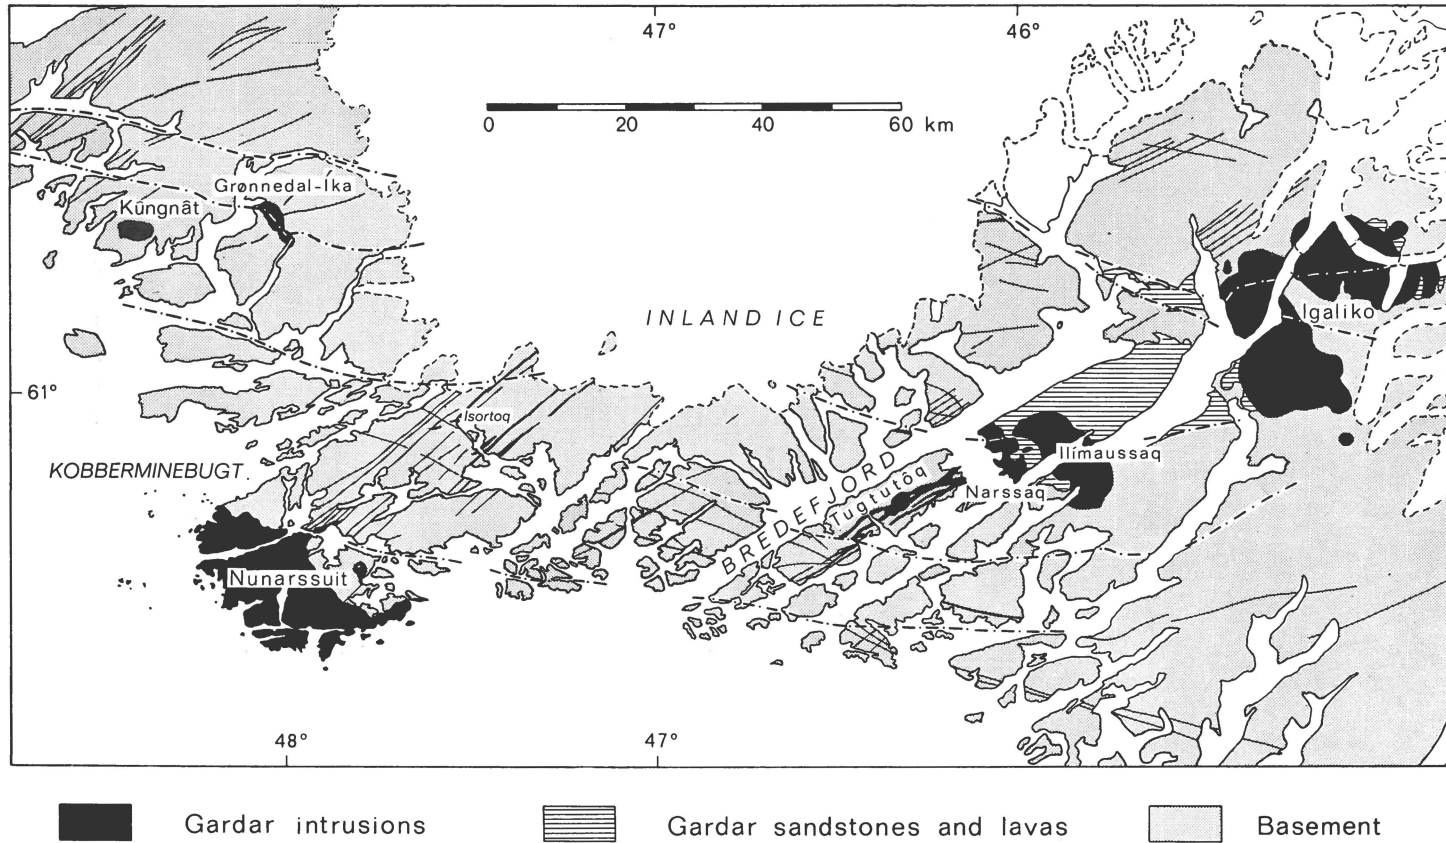 47°
46°
0 20 40 60 km
Grønnedal-Ika
Kûngnât
INLAND ICE
Igaliko
61°
Isortoq
KOBBERMINEBUGT
BREDEFJORD
Tugtutôq
Ilímaussaq
Narssaq
Nunarssuit
48°
47°
Gardar intrusions
Gardar sandstones and lavas
Basement